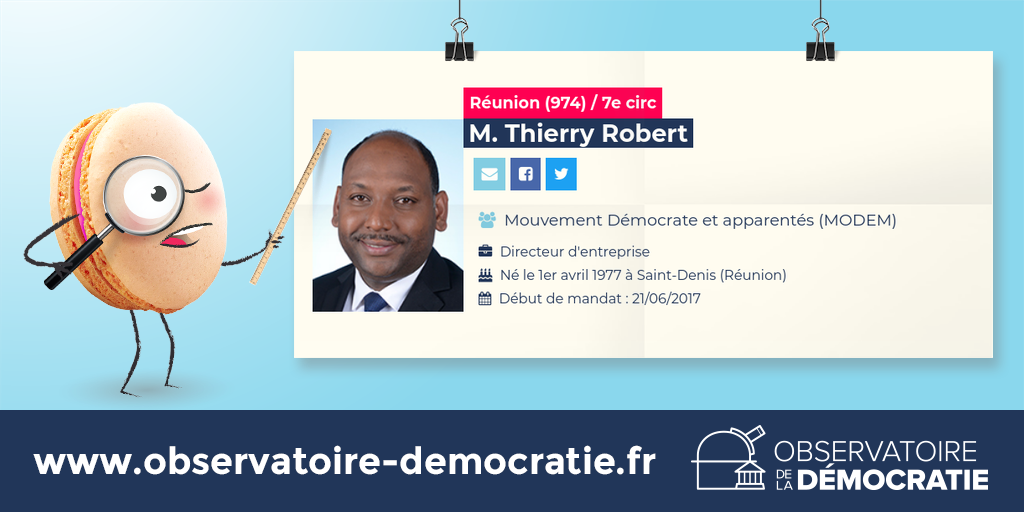 Réunion (974) / 7e circ
M. Thierry Robert
Mouvement Démocrate et apparentés (MODEM)
Directeur d'entreprise
Né le 1er avril 1977 à Saint-Denis (Réunion)
Début de mandat : 21/06/2017
www.observatoire-democratie.fr
OBSERVATOIRE
DE LA DÉMOCRATIE